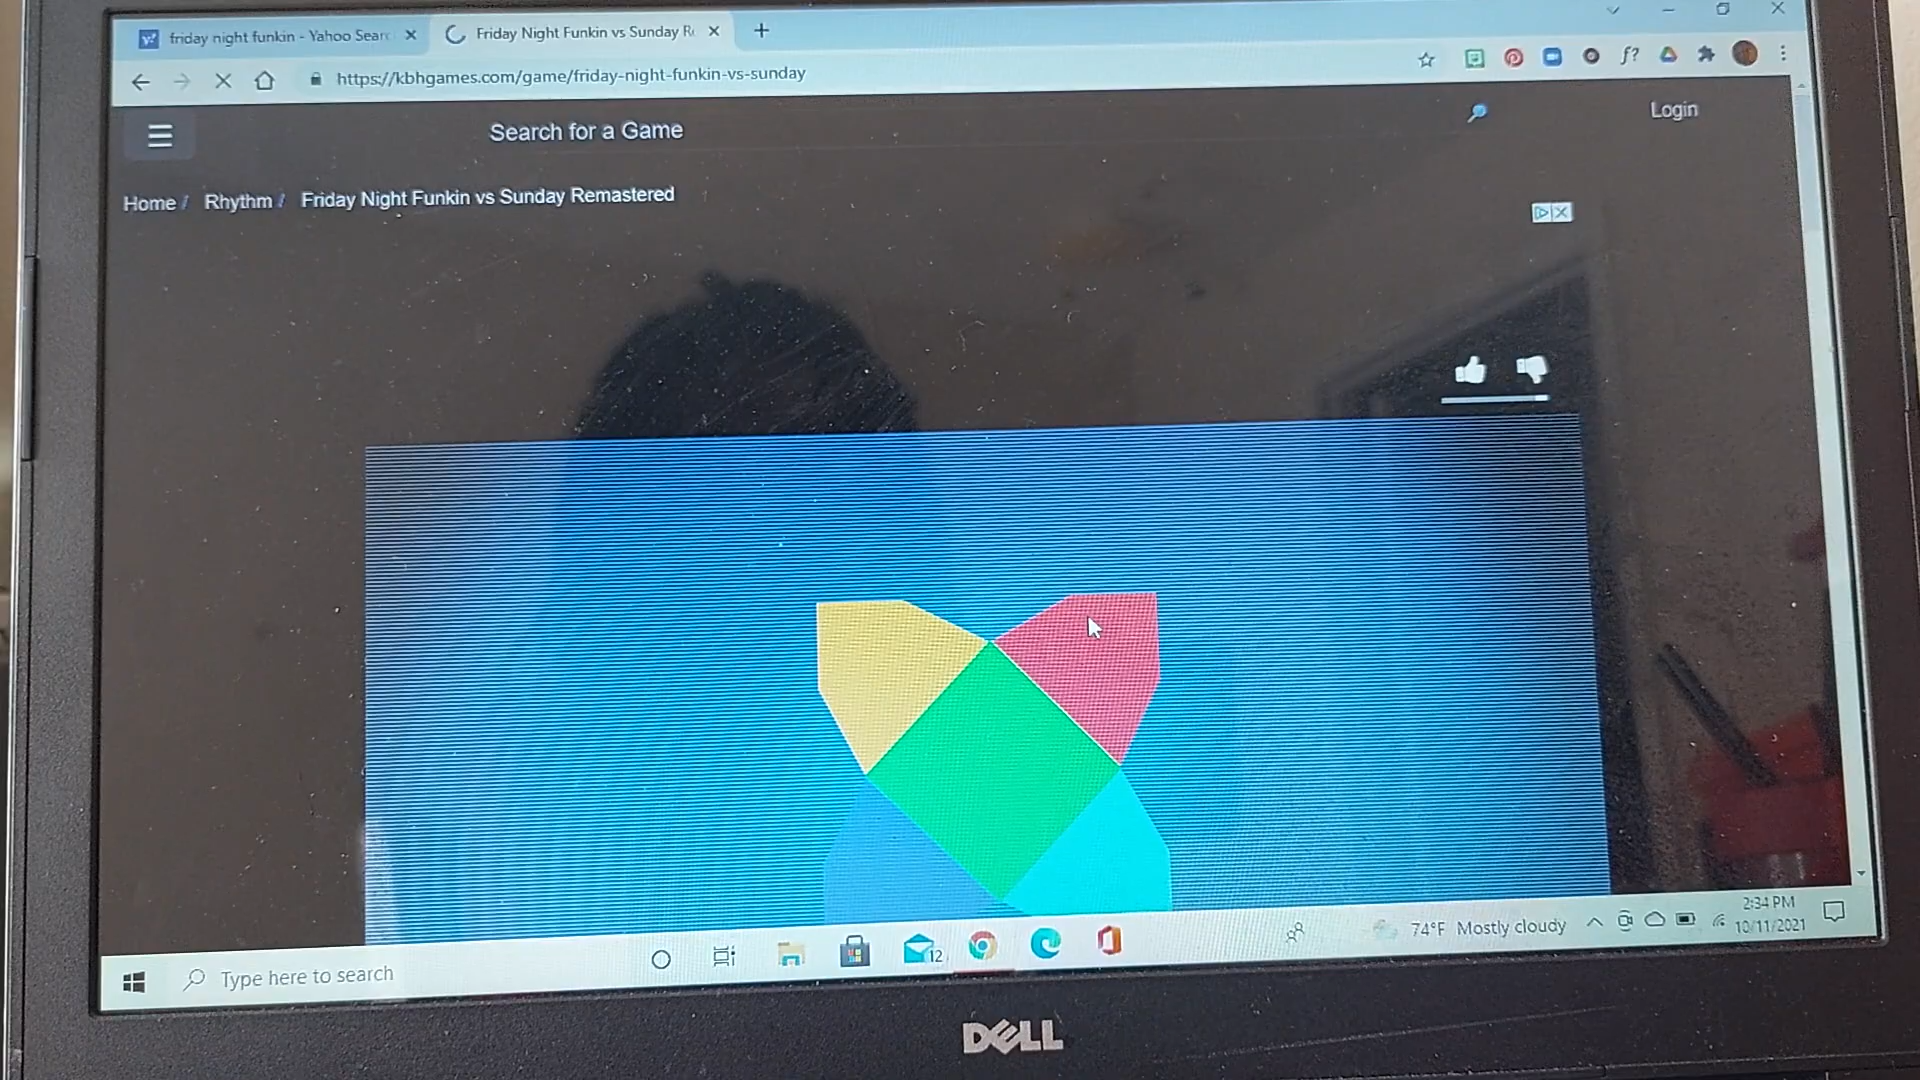 friday night funkin - Yahoo Sear
Friday Night Funkin vs Sunday R
https://kbhgames.com/game/friday-night-funkin-vs-sunday
f?
Search for a Game
Login
Home / Rhythm / Friday Night Funkin vs Sunday Remastered
Type here to search
12
74°F Mostly cloudy
2:34 PM
10/11/2021
DELL